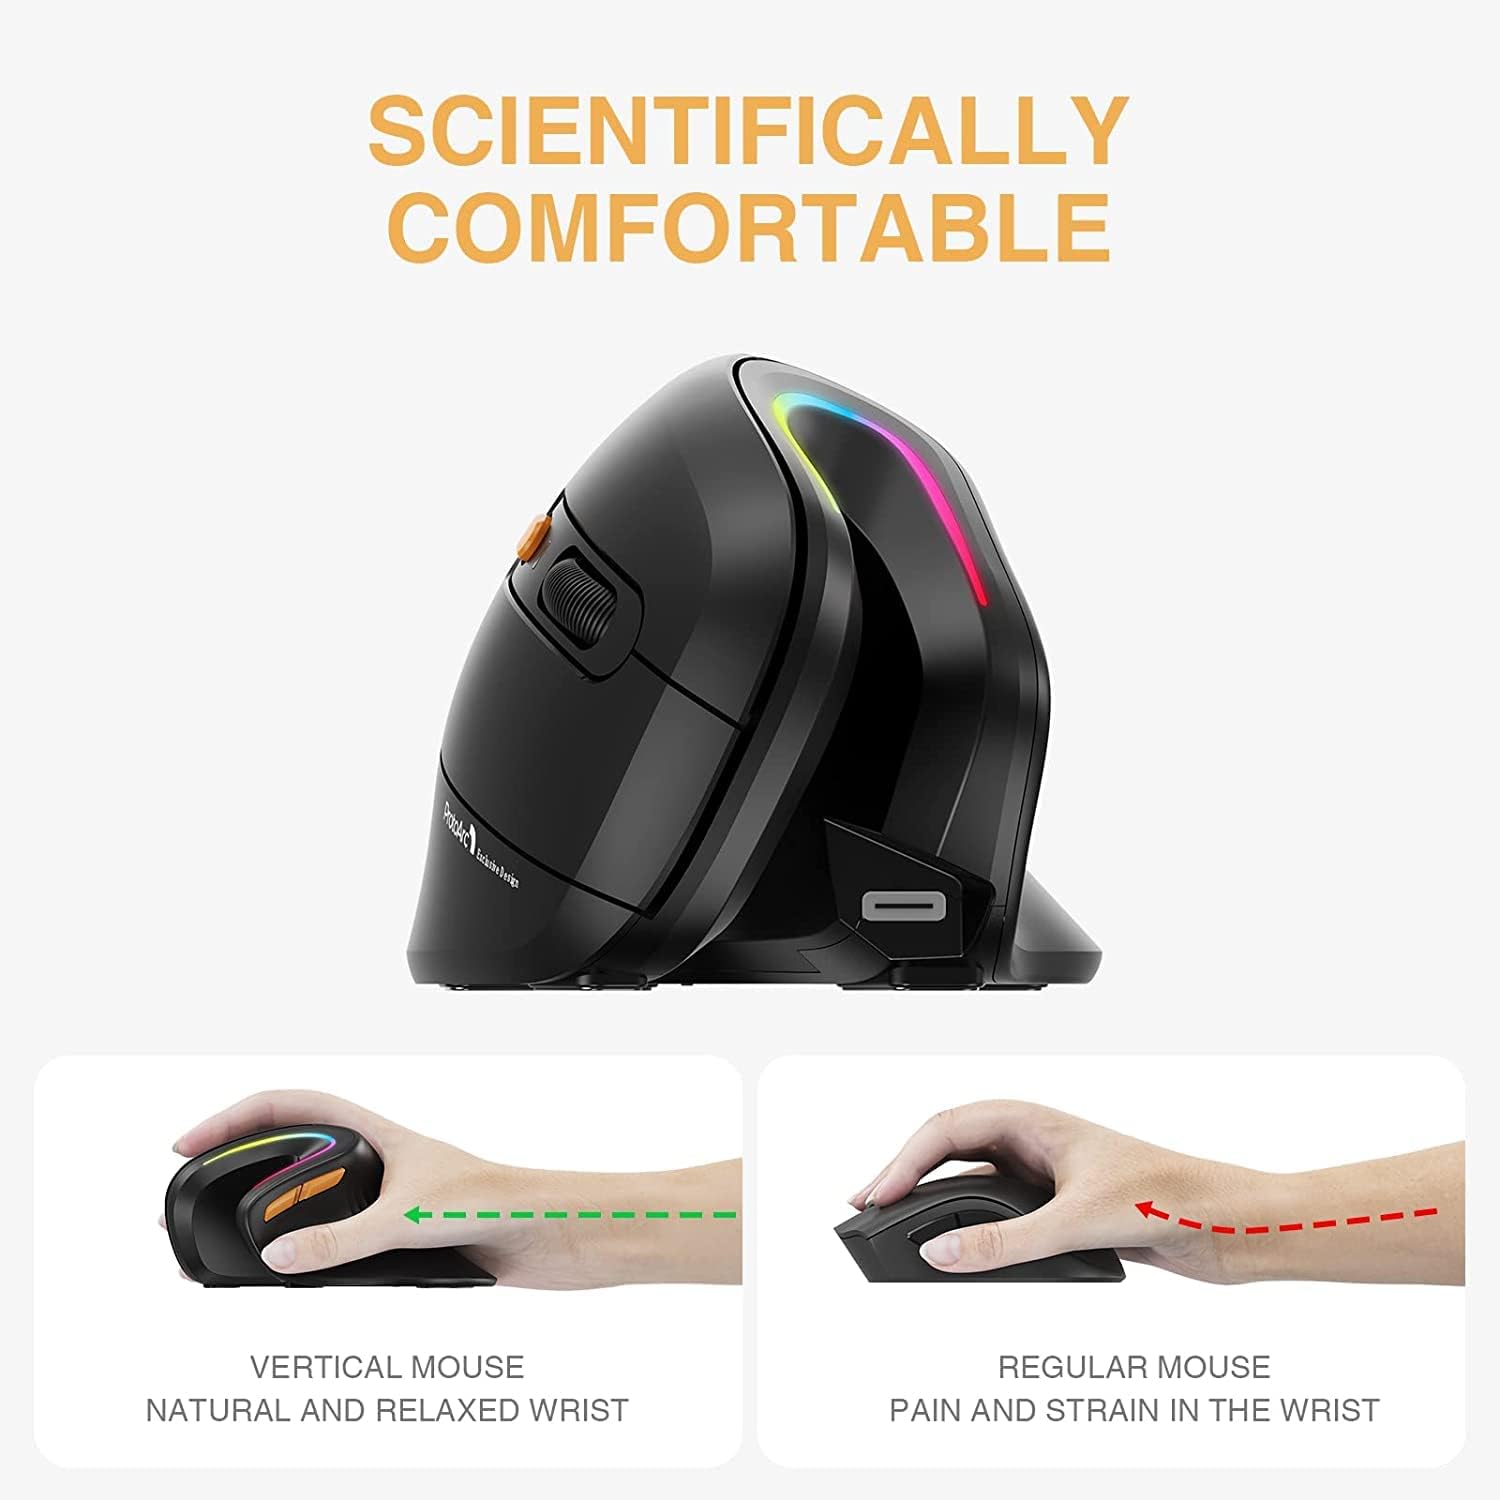 SCIENTIFICALLY
COMFORTABLE
ProtoArc
Exclusive Design
VERTICAL MOUSE
NATURAL AND RELAXED WRIST
REGULAR MOUSE
PAIN AND STRAIN IN THE WRIST